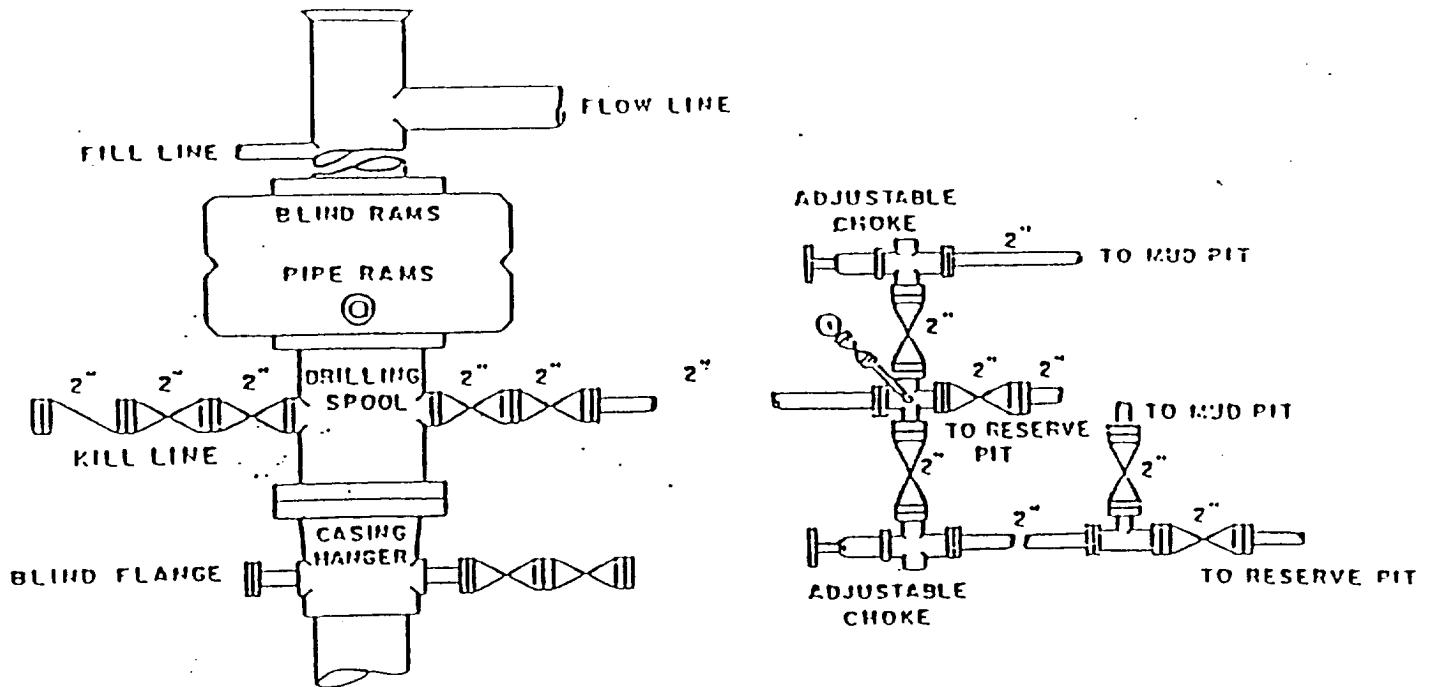 FLOW LINE
FILL LINE
BLIND RAMS
PIPE RAMS
2" 2" 2" DRILLING 2" 2" 2"
SPOOL
KILL LINE
CASING
HANGER
BLIND FLANGE
ADJUSTABLE
CHOKE
2"
TO MUD PIT
2"
2" 2"
TO RESERVE
PIT
TO MUD PIT
2"
2"
2" 2"
TO RESERVE PIT
ADJUSTABLE
CHOKE